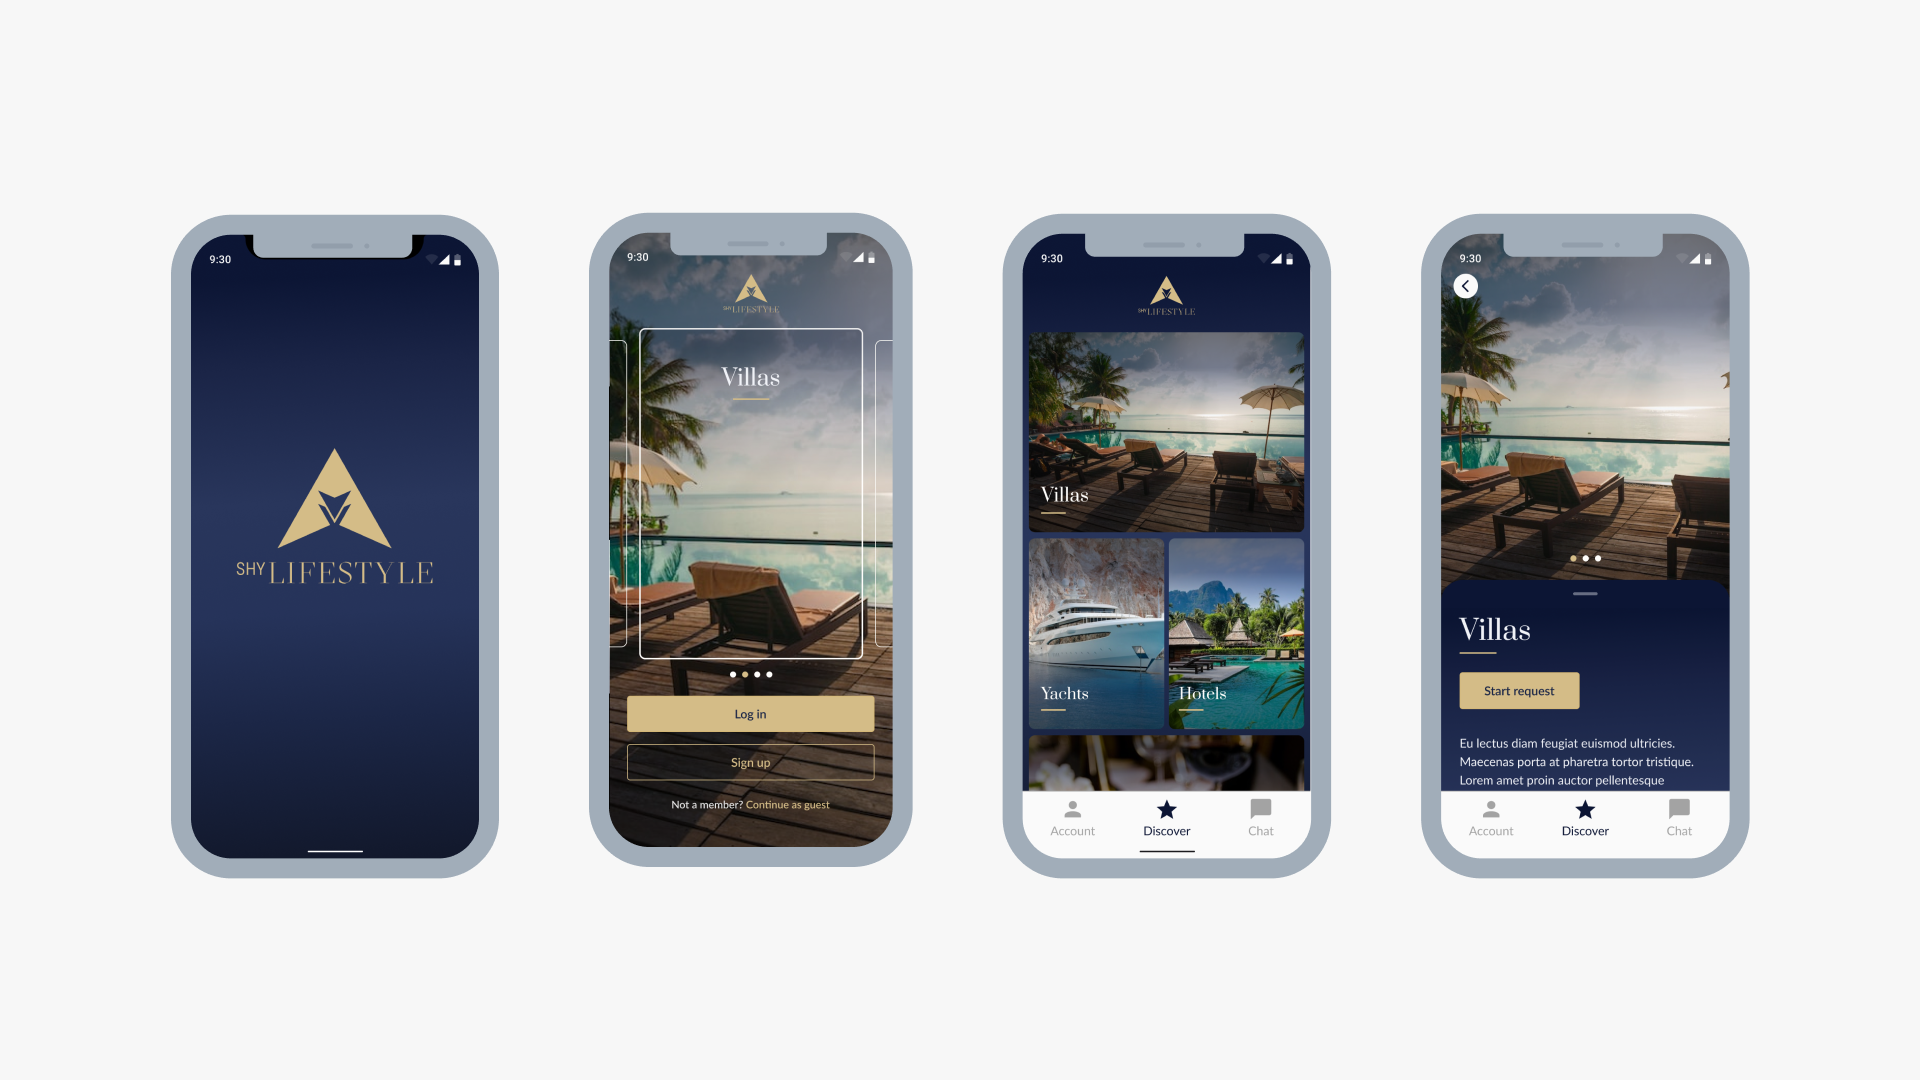 9:30
SHY LIFESTYLE
9:30
SHY LIFESTYLE
Villas
Log in
Sign up
Not a member? Continue as guest
9:30
SHY LIFESTYLE
Villas
Yachts
Hotels
Account
Discover
Chat
9:30
Villas
Start request
Eu lectus diam feugiat euismod ultricies.
Maecenas porta at pharetra tortor tristique.
Lorem amet proin auctor pellentesque
Account
Discover
Chat